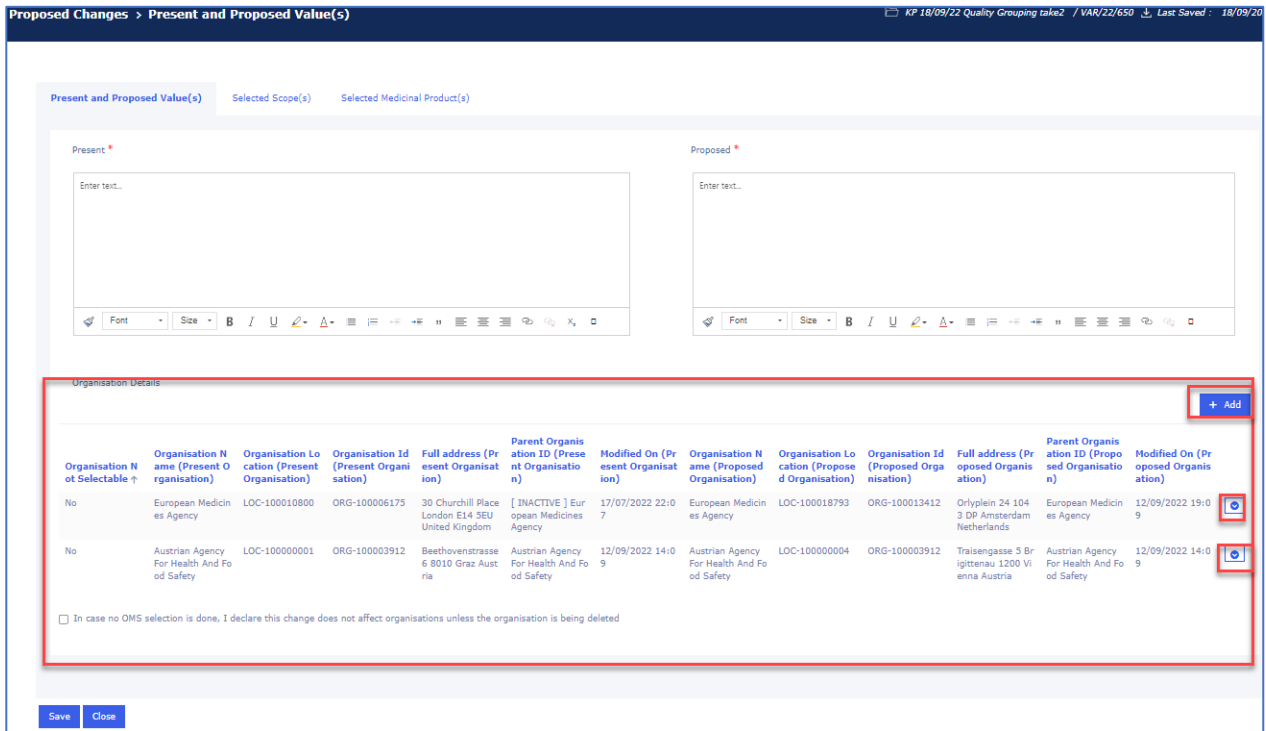 Proposed Changes > Present and Proposed Value(s)
KP 18/09/22 Quality Grouping take2 / VAR/22/650 Last Saved : 18/09/20
Present and Proposed Value(s) Selected Scope(s) Selected Medicinal Product(s)
Present * Proposed *
Enter text... Enter text...
Font Size B I U A Font Size B I U A
Organisation Details
+ Add
Organisation N
ot Selectable ↑
Organisation N
ame (Present O
rganisation)
Organisation Lo
cation (Present
Organisation)
Organisation Id
(Present Organi
sation)
Full address (Pr
esent Organisat
ion)
Parent Organis
ation ID (Prese
nt Organisatio
n)
Modified On (Pr
esent Organisat
ion)
Organisation N
ame (Proposed
Organisation)
Organisation Lo
cation (Propose
d Organisation)
Organisation Id
(Proposed Orga
nisation)
Full address (Pr
oposed Organis
ation)
Parent Organis
ation ID (Propo
sed Organisatio
n)
Modified On (Pr
oposed Organis
ation)
No
European Medicin
es Agency
LOC-100010800
ORG-100006175
30 Churchill Place
London E14 5EU
United Kingdom
[ INACTIVE ] Eur
opean Medicines
Agency
17/07/2022 22:0
7
European Medicin
es Agency
LOC-100018793
ORG-100013412
Orlyplein 24 104
3 DP Amsterdam
Netherlands
European Medicin
es Agency
12/09/2022 19:0
9
No
Austrian Agency
For Health And Fo
od Safety
LOC-100000001
ORG-100003912
Beethovenstrasse
6 8010 Graz Aust
ria
Austrian Agency
For Health And Fo
od Safety
12/09/2022 14:0
9
Austrian Agency
For Health And Fo
od Safety
LOC-100000004
ORG-100003912
Traisengasse 5 Br
igittenau 1200 Vi
enna Austria
Austrian Agency
For Health And Fo
od Safety
12/09/2022 14:0
9
In case no OMS selection is done, I declare this change does not affect organisations unless the organisation is being deleted
Save Close